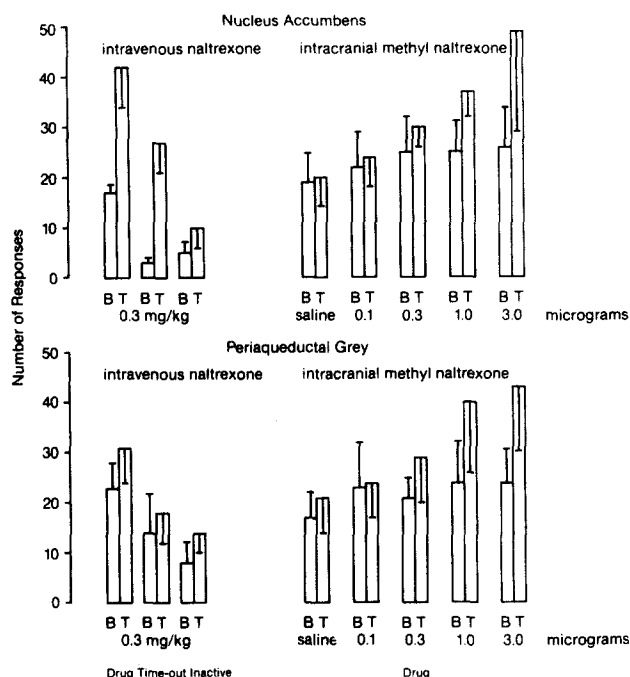 Nucleus Accumbens
intravenous naltrexone
intracranial methyl naltrexone
50
40
30
20
10
0
B T B T B T
0.3 mg/kg
B T B T B T B T B T
saline 0.1 0.3 1.0 3.0 micrograms
Number of Responses
Periaqueductal Grey
intravenous naltrexone
intracranial methyl naltrexone
50
40
30
20
10
0
B T B T B T
0.3 mg/kg
B T B T B T B T B T
saline 0.1 0.3 1.0 3.0 micrograms
Drug Time-out Inactive
Drug